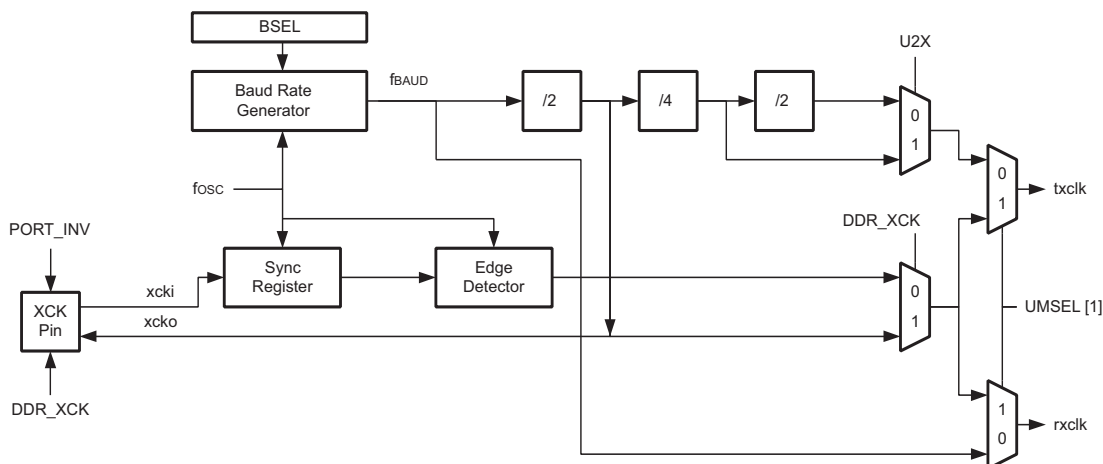 BSEL
U2X
Baud Rate
Generator
fBAUD
/2
/4
/2
0
1
fOSC
0
1
txclk
PORT_INV
DDR_XCK
Sync
Register
Edge
Detector
xcki
XCK
Pin
xcko
0
1
UMSEL [1]
DDR_XCK
1
0
rxclk